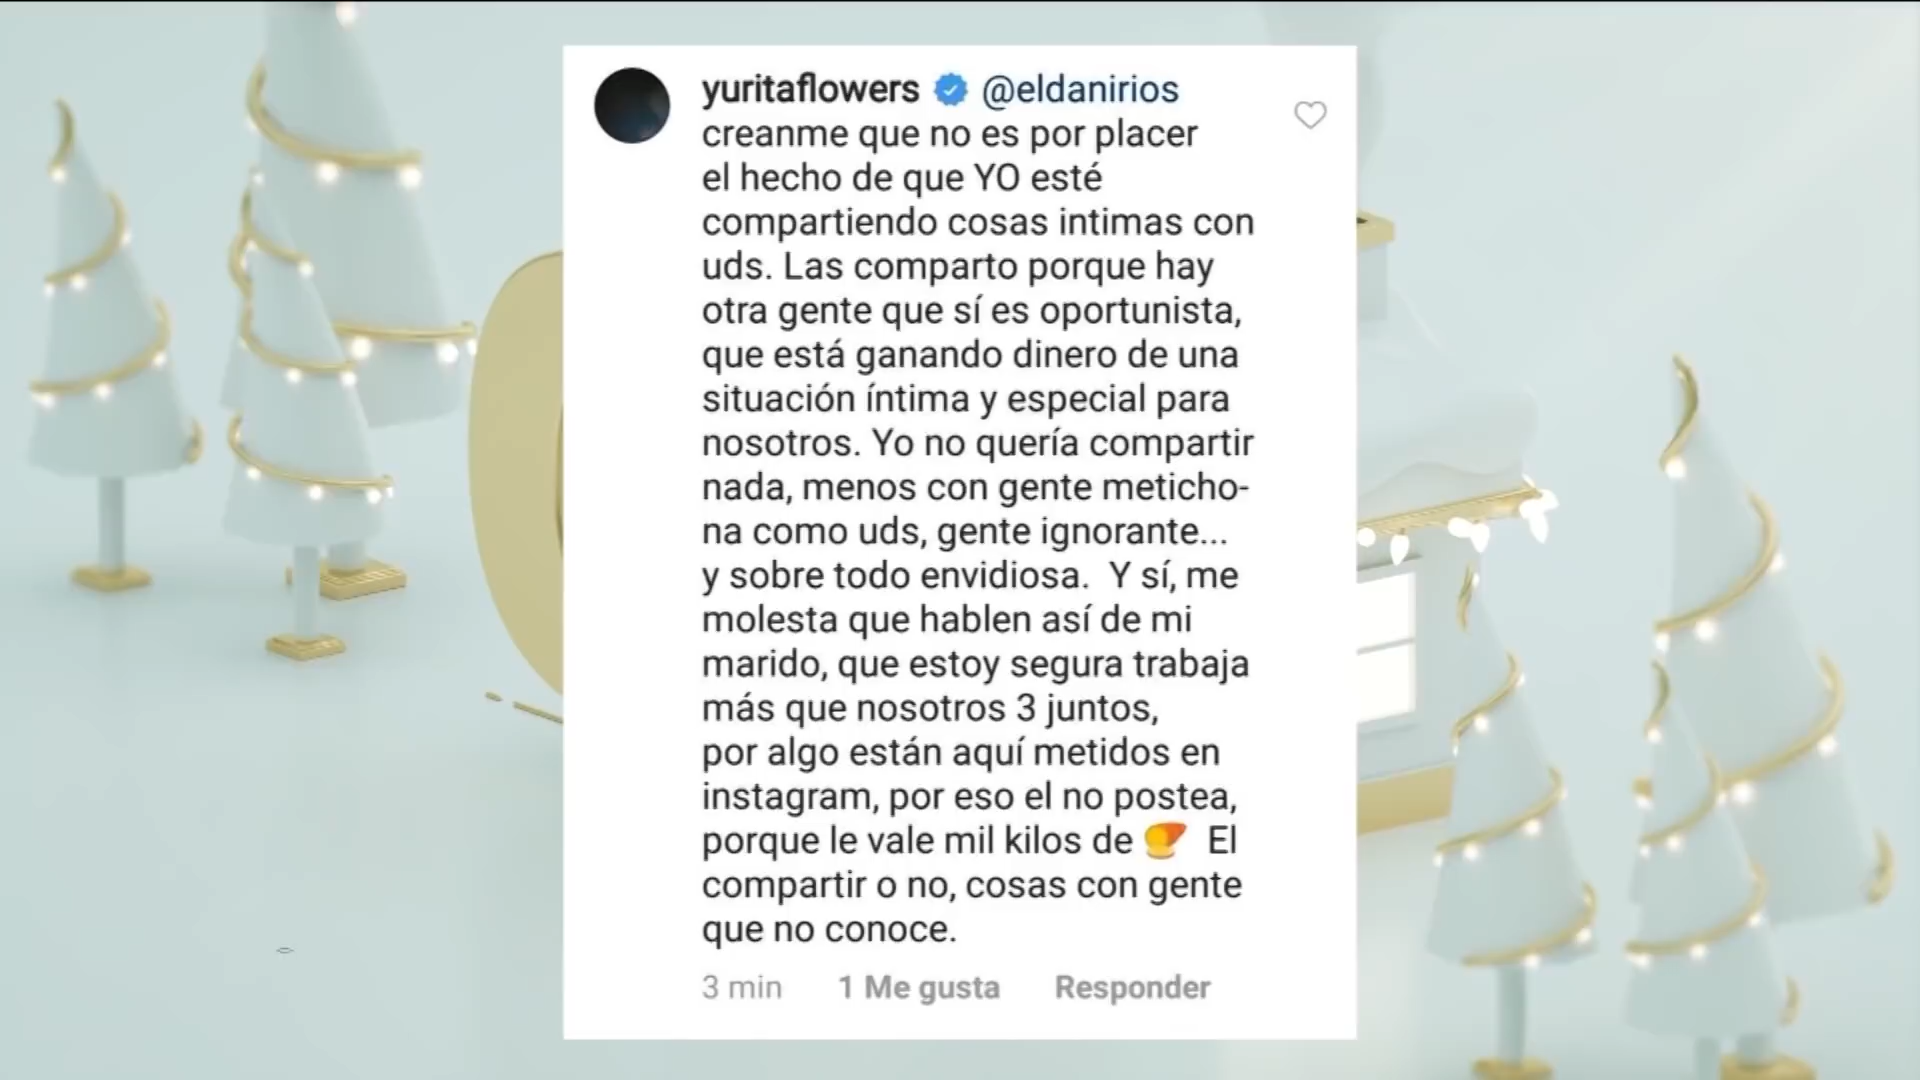 yuritaflowers @eldanirios
creanme que no es por placer
el hecho de que YO esté
compartiendo cosas intimas con
uds. Las comparto porque hay
otra gente que sí es oportunista,
que está ganando dinero de una
situación íntima y especial para
nosotros. Yo no quería compartir
nada, menos con gente meticho-
na como uds, gente ignorante...
y sobre todo envidiosa. Y sí, me
molesta que hablen así de mi
marido, que estoy segura trabaja
más que nosotros 3 juntos,
por algo están aquí metidos en
instagram, por eso el no postea,
porque le vale mil kilos de El
compartir o no, cosas con gente
que no conoce.
3 min 1 Me gusta Responder